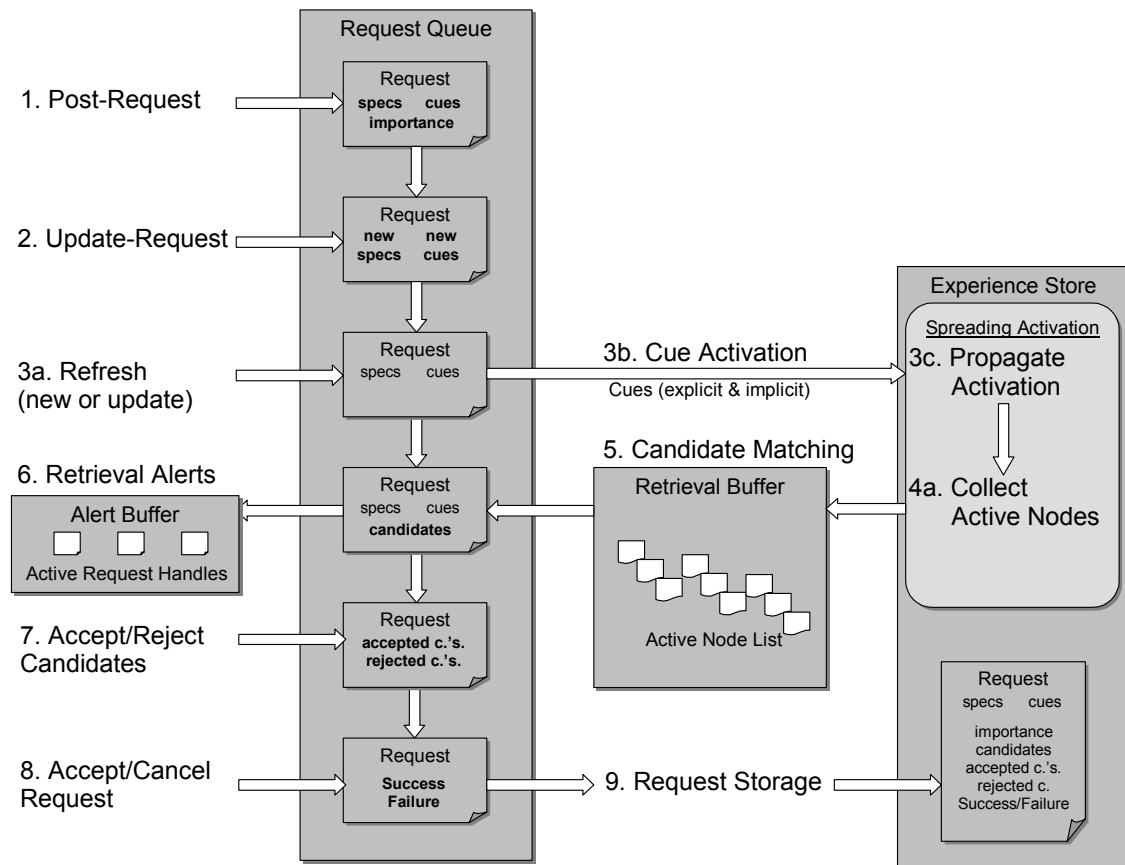 Request Queue
1. Post-Request
Request
specs cues
importance
2. Update-Request
Request
new new
specs cues
3a. Refresh
(new or update)
Request
specs cues
3b. Cue Activation
Cues (explicit & implicit)
Experience Store
Spreading Activation
3c. Propagate
Activation
4a. Collect
Active Nodes
5. Candidate Matching
Retrieval Buffer
Active Node List
Request
specs cues
candidates
6. Retrieval Alerts
Alert Buffer
Active Request Handles
7. Accept/Reject
Candidates
Request
accepted c.'s.
rejected c.'s.
8. Accept/Cancel
Request
Request
Success
Failure
9. Request Storage
Request
specs cues
importance
candidates
accepted c.'s.
rejected c.
Success/Failure